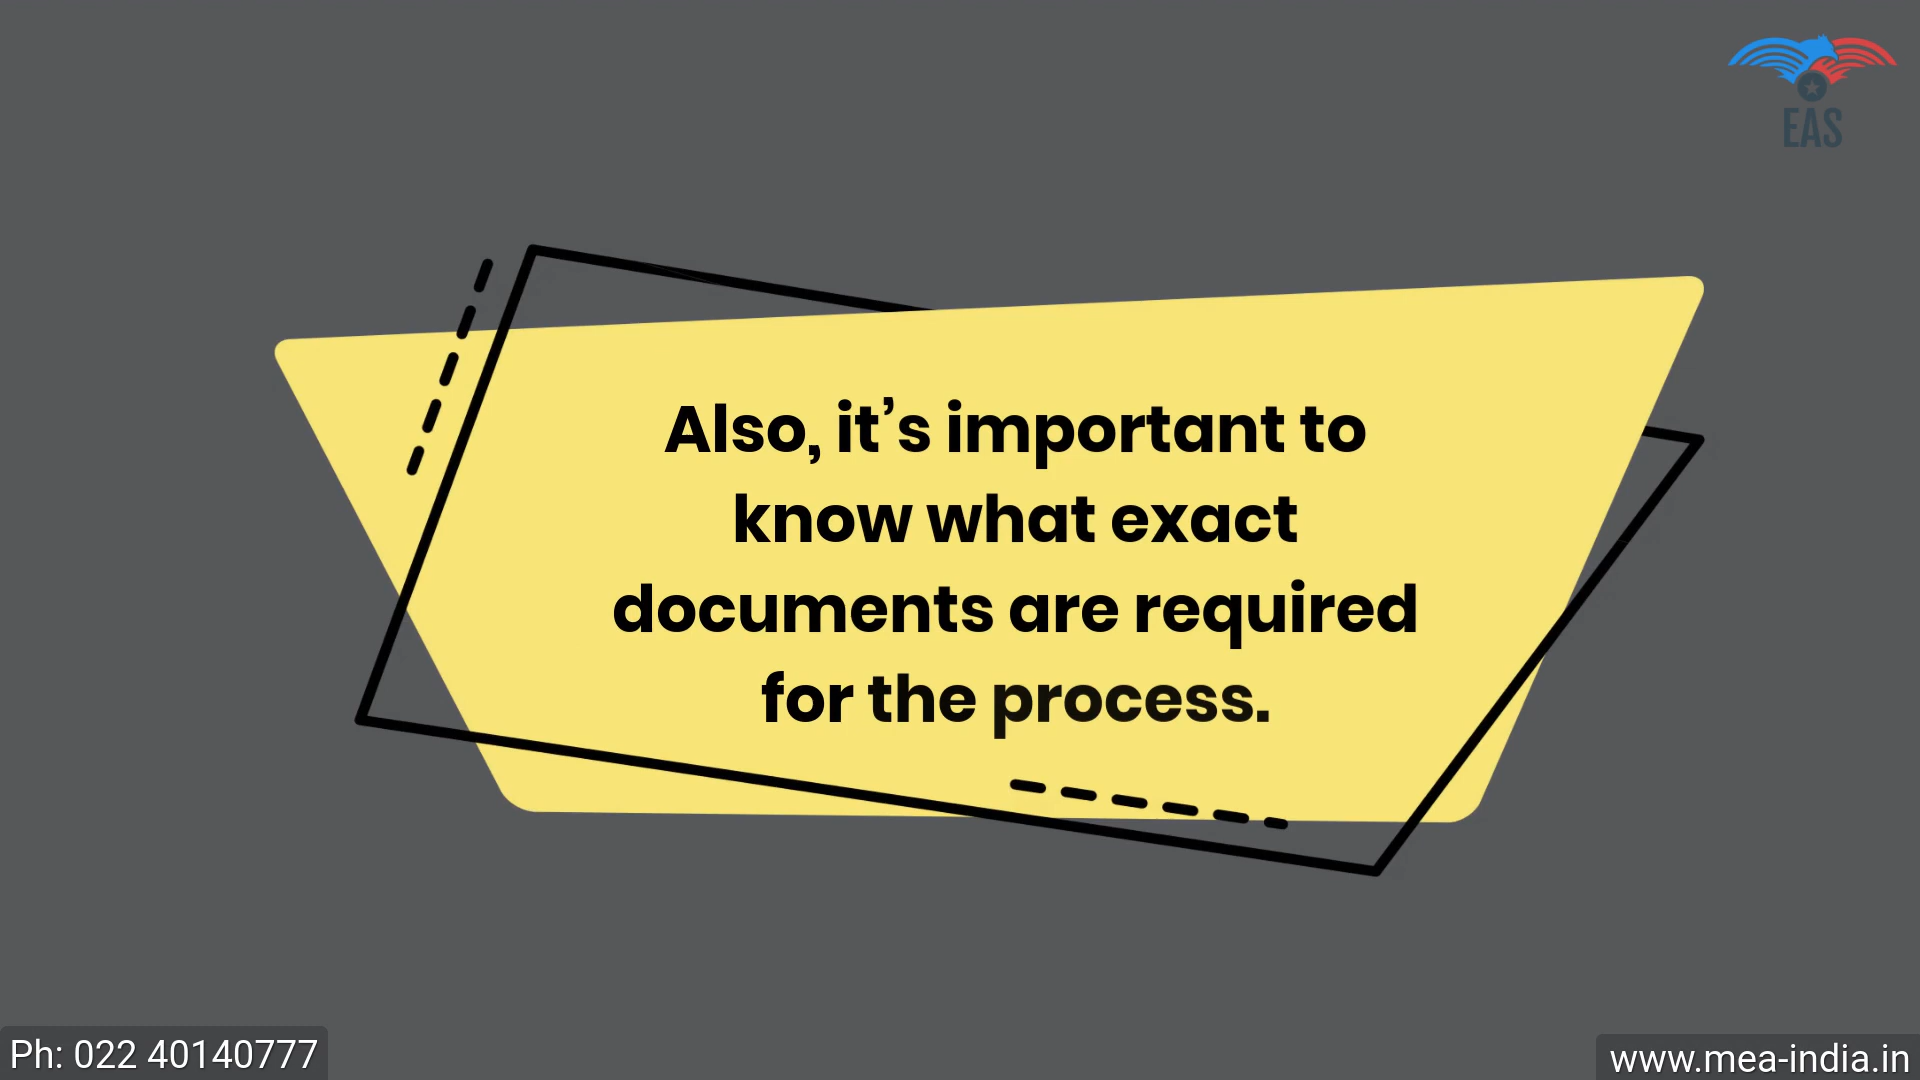 EAS
Also, it’s important to
know what exact
documents are required
for the process.
Ph: 022 40140777
www.mea-india.in